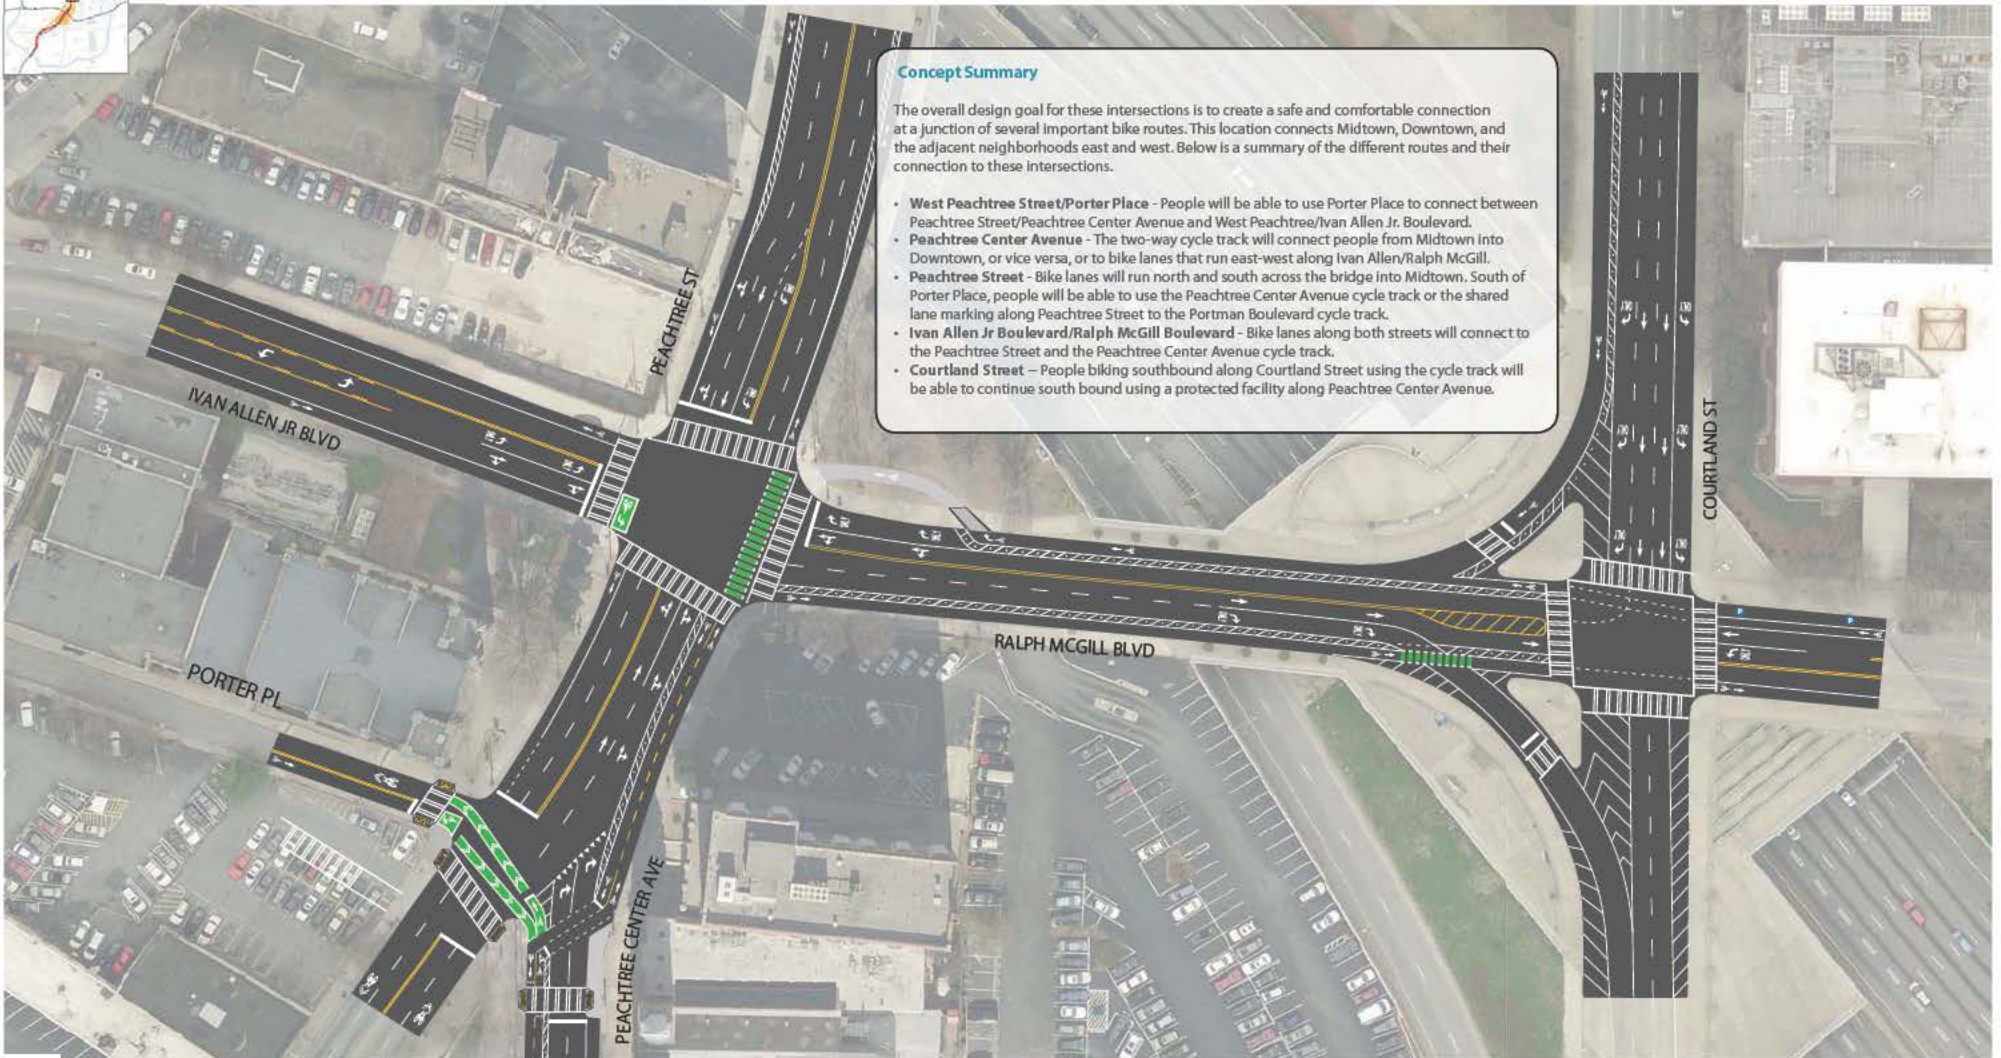 Concept Summary
The overall design goal for these intersections is to create a safe and comfortable connection
at a junction of several important bike routes. This location connects Midtown, Downtown, and
the adjacent neighborhoods east and west. Below is a summary of the different routes and their
connection to these intersections.
• West Peachtree Street/Porter Place - People will be able to use Porter Place to connect between
Peachtree Street/Peachtree Center Avenue and West Peachtree/Ivan Allen Jr. Boulevard.
• Peachtree Center Avenue - The two-way cycle track will connect people from Midtown into
Downtown, or vice versa, or to bike lanes that run east-west along Ivan Allen/Ralph McGill.
• Peachtree Street - Bike lanes will run north and south across the bridge into Midtown. South of
Porter Place, people will be able to use the Peachtree Center Avenue cycle track or the shared
lane marking along Peachtree Street to the Portman Boulevard cycle track.
• Ivan Allen Jr Boulevard/Ralph McGill Boulevard - Bike lanes along both streets will connect to
the Peachtree Street and the Peachtree Center Avenue cycle track.
• Courtland Street – People biking southbound along Courtland Street using the cycle track will
be able to continue south bound using a protected facility along Peachtree Center Avenue.
PEACHTREE ST
IVAN ALLEN JR BLVD
COURTLAND ST
RALPH MCGILL BLVD
PORTER PL
PEACHTREE CENTER AVE
P
P